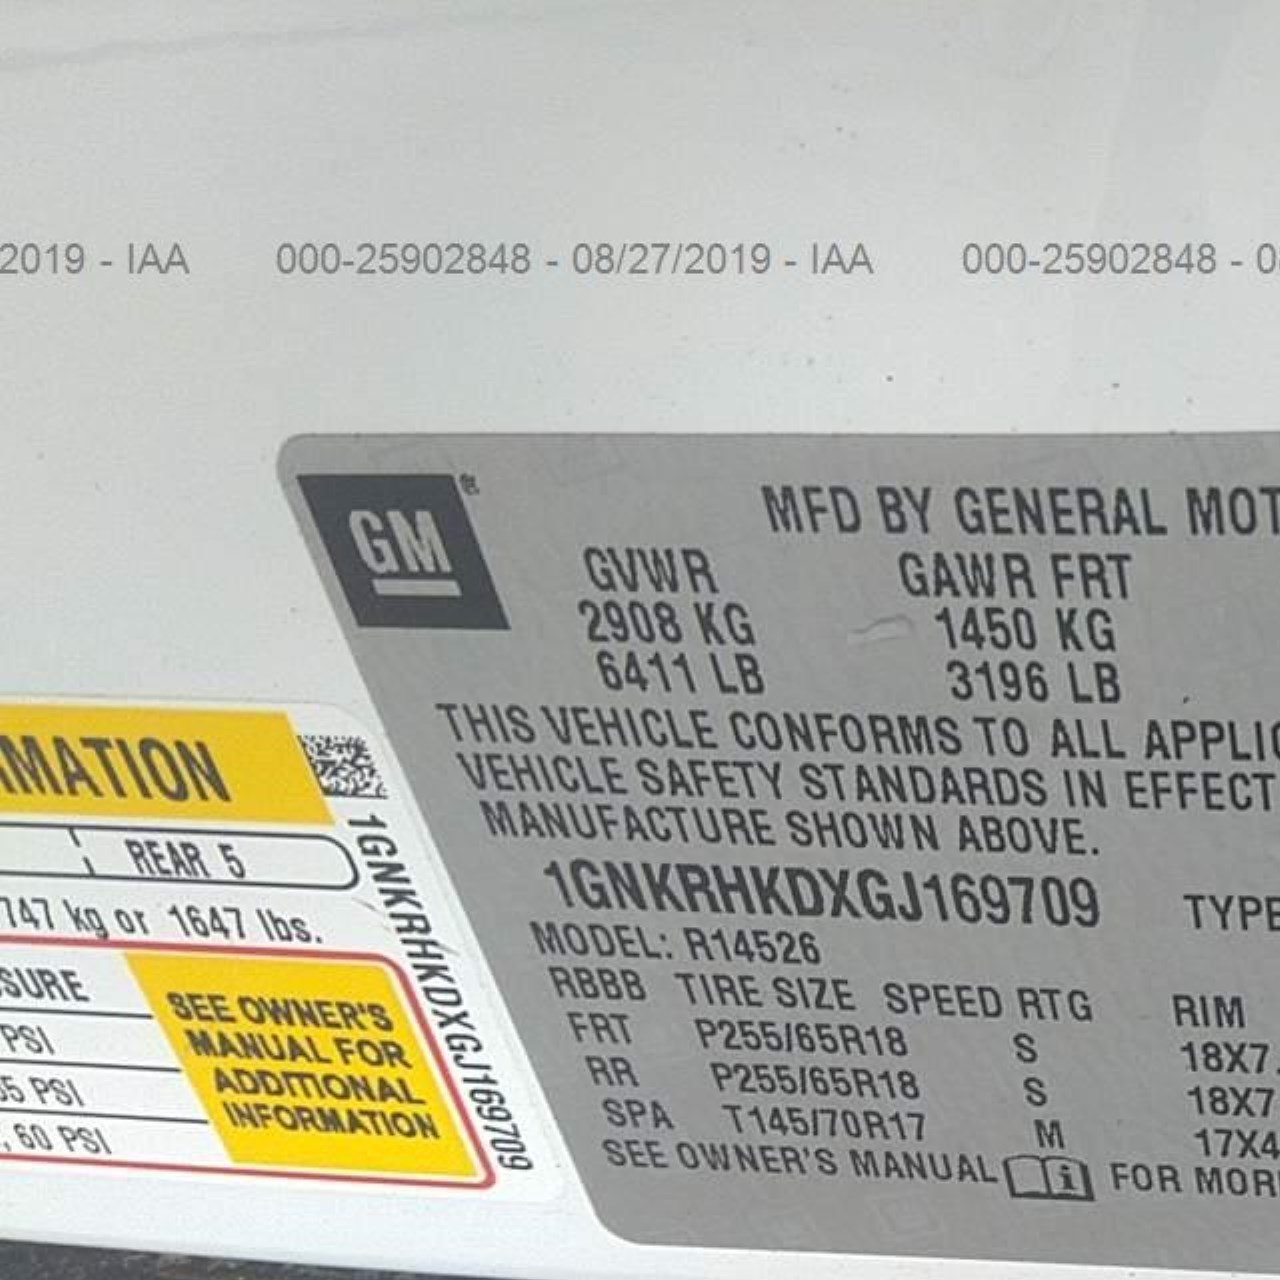 2019 - IAA 000-25902848 - 08/27/2019 - IAA 000-25902848 - 0
GM
MFD BY GENERAL MOT
GVWR GAWR FRT
2908 KG 1450 KG
6411 LB 3196 LB
THIS VEHICLE CONFORMS TO ALL APPLIC
VEHICLE SAFETY STANDARDS IN EFFECT
MANUFACTURE SHOWN ABOVE.
1GNKRHKDXGJ169709 TYPE
MODEL: R14526
RBBB TIRE SIZE SPEED RTG RIM
FRT P255/65R18 S 18X7.
RR P255/65R18 S 18X7
SPA T145/70R17 M 17X4
SEE OWNER'S MANUAL FOR MOR
RMATION
REAR 5
747 kg or 1647 lbs.
SURE
PSI
35 PSI
, 60 PSI
SEE OWNER'S
MANUAL FOR
ADDITIONAL
INFORMATION
1GNKRHKDXGJ169709